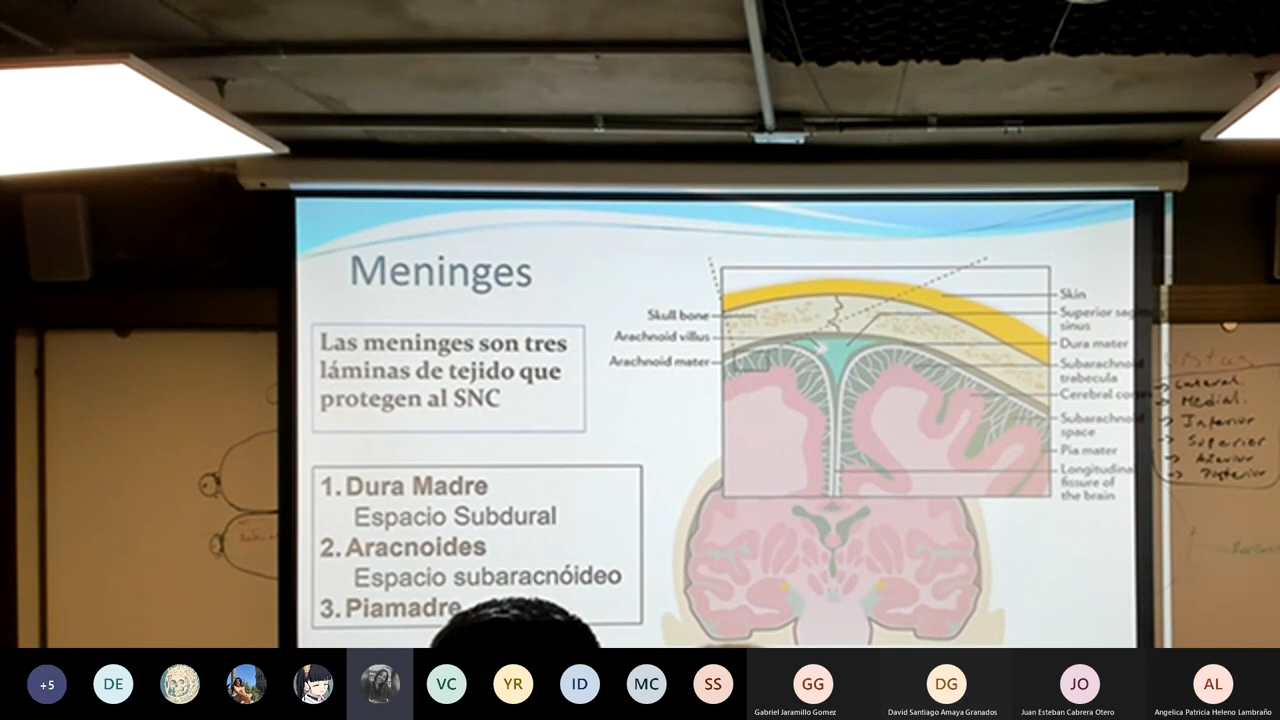 Meninges
Las meninges son tres
láminas de tejido que
protegen al SNC
1. Dura Madre
Espacio Subdural
2. Aracnoides
Espacio subaracnóideo
3. Piamadre
Skull bone
Arachnoid villus
Arachnoid mater
Skin
Superior
sinus
Dura mater
Subarachnoid
trabecula
Cerebral
Subarachnoid
space
Pia mater
Longitudinal
fissure of
the brain
Lateral
Medial.
Inferior
Superior
Posterior
+5
DE
VC
YR
ID
MC
SS
GG
DG
JO
AL
Gabriel Jaramillo Gomez
David Santiago Amaya Granados
Juan Esteban Cabrera Otero
Angelica Patricia Heleno Lambraño